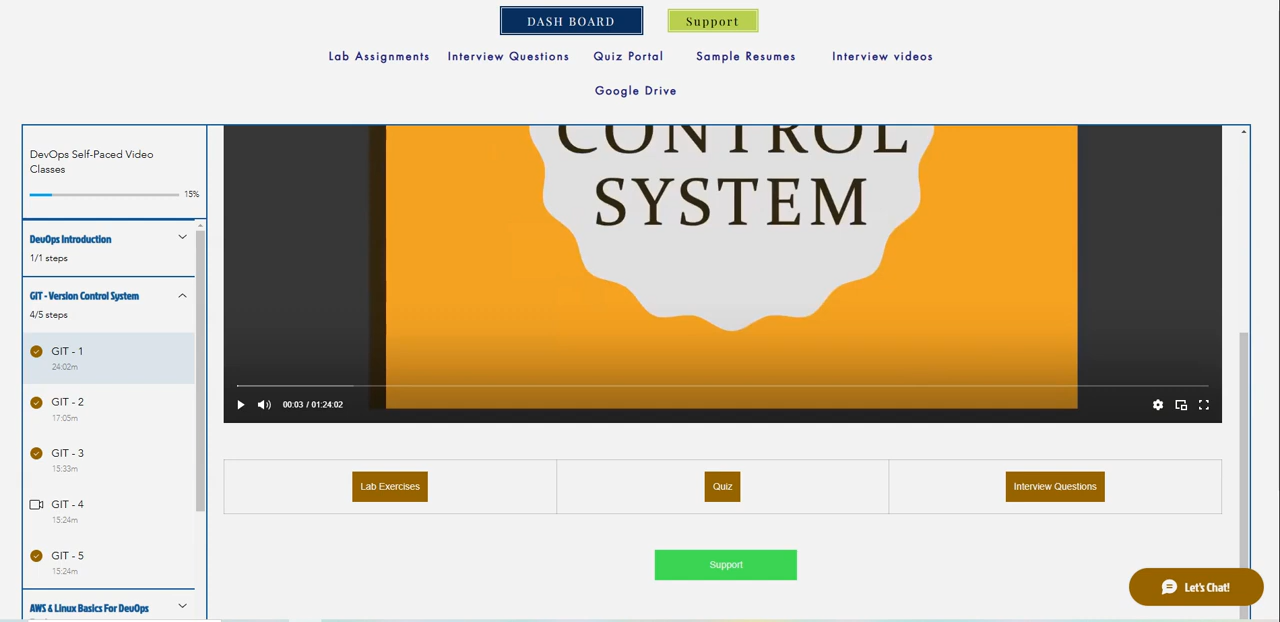 DASH BOARD
Support
Lab Assignments
Interview Questions
Quiz Portal
Sample Resumes
Interview videos
Google Drive
DevOps Self-Paced Video
Classes
15%
DevOps Introduction
1/1 steps
GIT - Version Control System
4/5 steps
GIT - 1
24:02m
GIT - 2
17:05m
GIT - 3
15:33m
GIT - 4
15:24m
GIT - 5
15:24m
AWS & Linux Basics For DevOps
CONTROL
SYSTEM
00:03 / 01:24:02
Lab Exercises
Quiz
Interview Questions
Support
Let's Chat!